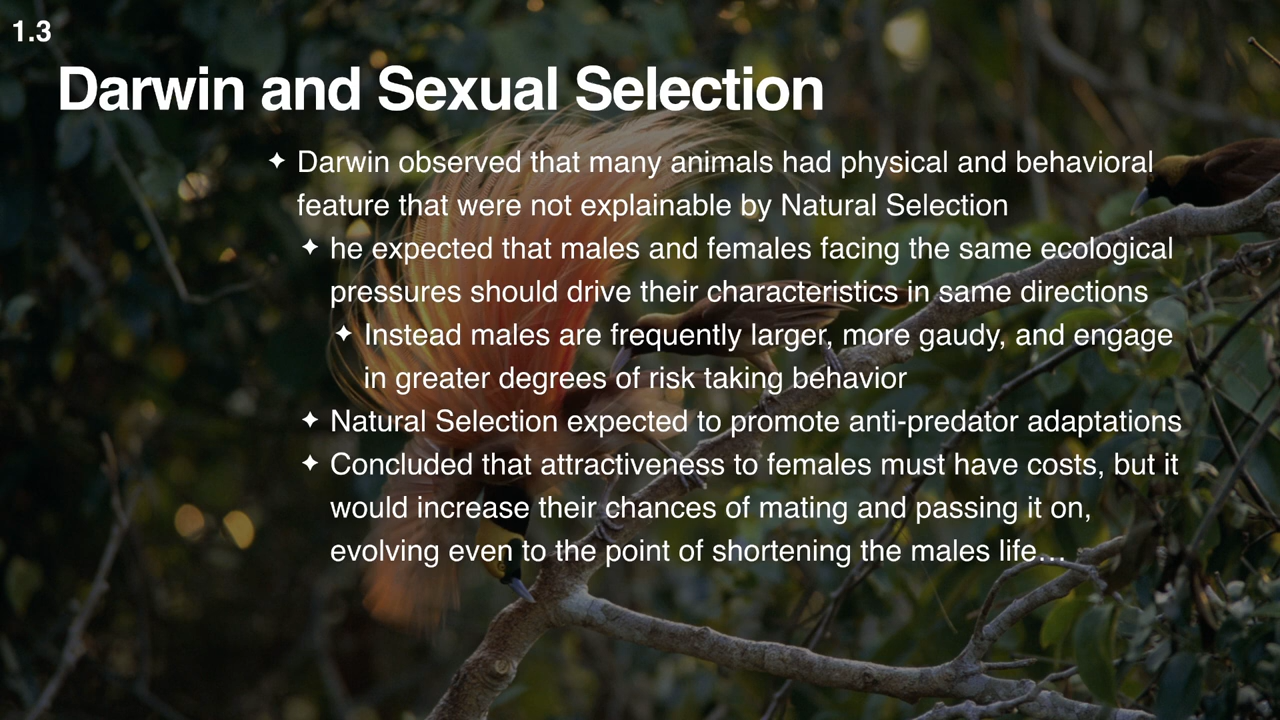 1.3
Darwin and Sexual Selection
✦ Darwin observed that many animals had physical and behavioral
feature that were not explainable by Natural Selection
✦ he expected that males and females facing the same ecological
pressures should drive their characteristics in same directions
✦ Instead males are frequently larger, more gaudy, and engage
in greater degrees of risk taking behavior
✦ Natural Selection expected to promote anti-predator adaptations
✦ Concluded that attractiveness to females must have costs, but it
would increase their chances of mating and passing it on,
evolving even to the point of shortening the males life…